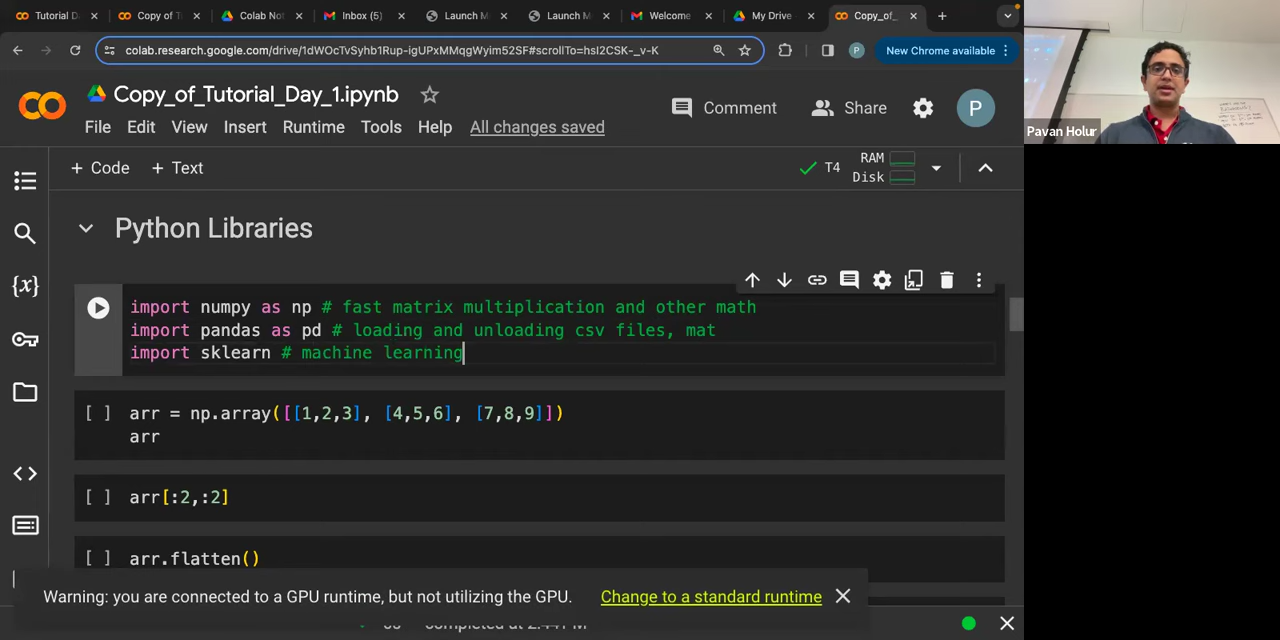 Tutorial D
Copy of T
Colab Not
Inbox (5)
Launch M
Launch M
Welcome
My Drive
Copy_of_
colab.research.google.com/drive/1dWOcTvSyhb1Rup-igUPxMMqgWyim52SF#scrollTo=hsI2CSK-_v-K
P
New Chrome available
Copy_of_Tutorial_Day_1.ipynb
Comment
Share
P
File Edit View Insert Runtime Tools Help All changes saved
+ Code + Text
T4
RAM
Disk
Python Libraries
import numpy as np # fast matrix multiplication and other math
import pandas as pd # loading and unloading csv files, mat
import sklearn # machine learning
[ ] arr = np.array([[1,2,3], [4,5,6], [7,8,9]])
arr
[ ] arr[:2,:2]
[ ] arr.flatten()
Warning: you are connected to a GPU runtime, but not utilizing the GPU. Change to a standard runtime
Pavan Holur